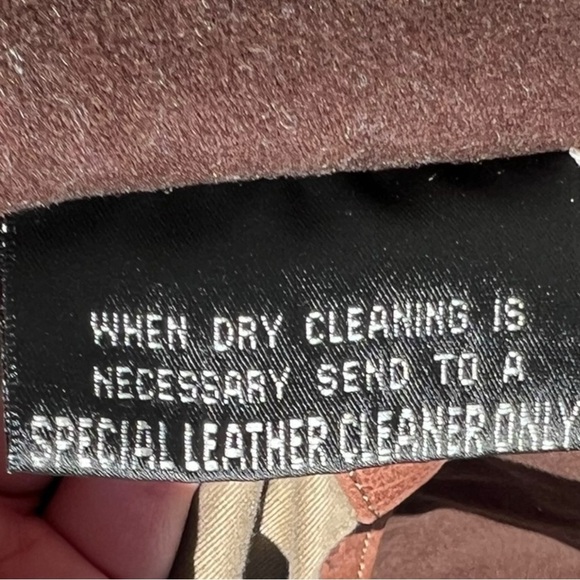 WHEN DRY CLEANING IS
NECESSARY SEND TO A
SPECIAL LEATHER CLEANER ONLY